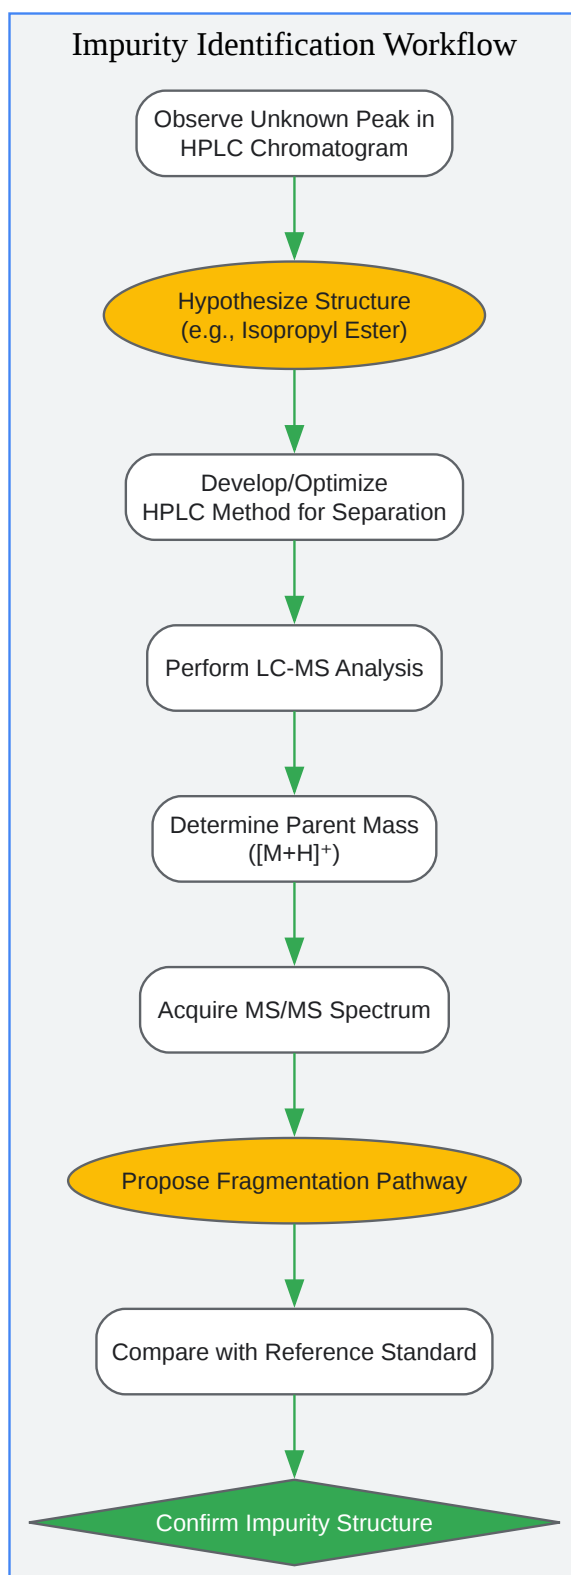 Impurity Identification Workflow
Observe Unknown Peak in
HPLC Chromatogram
Hypothesize Structure
(e.g., Isopropyl Ester)
Develop/Optimize
HPLC Method for Separation
Perform LC-MS Analysis
Determine Parent Mass
([M+H]⁺)
Acquire MS/MS Spectrum
Propose Fragmentation Pathway
Compare with Reference Standard
Confirm Impurity Structure